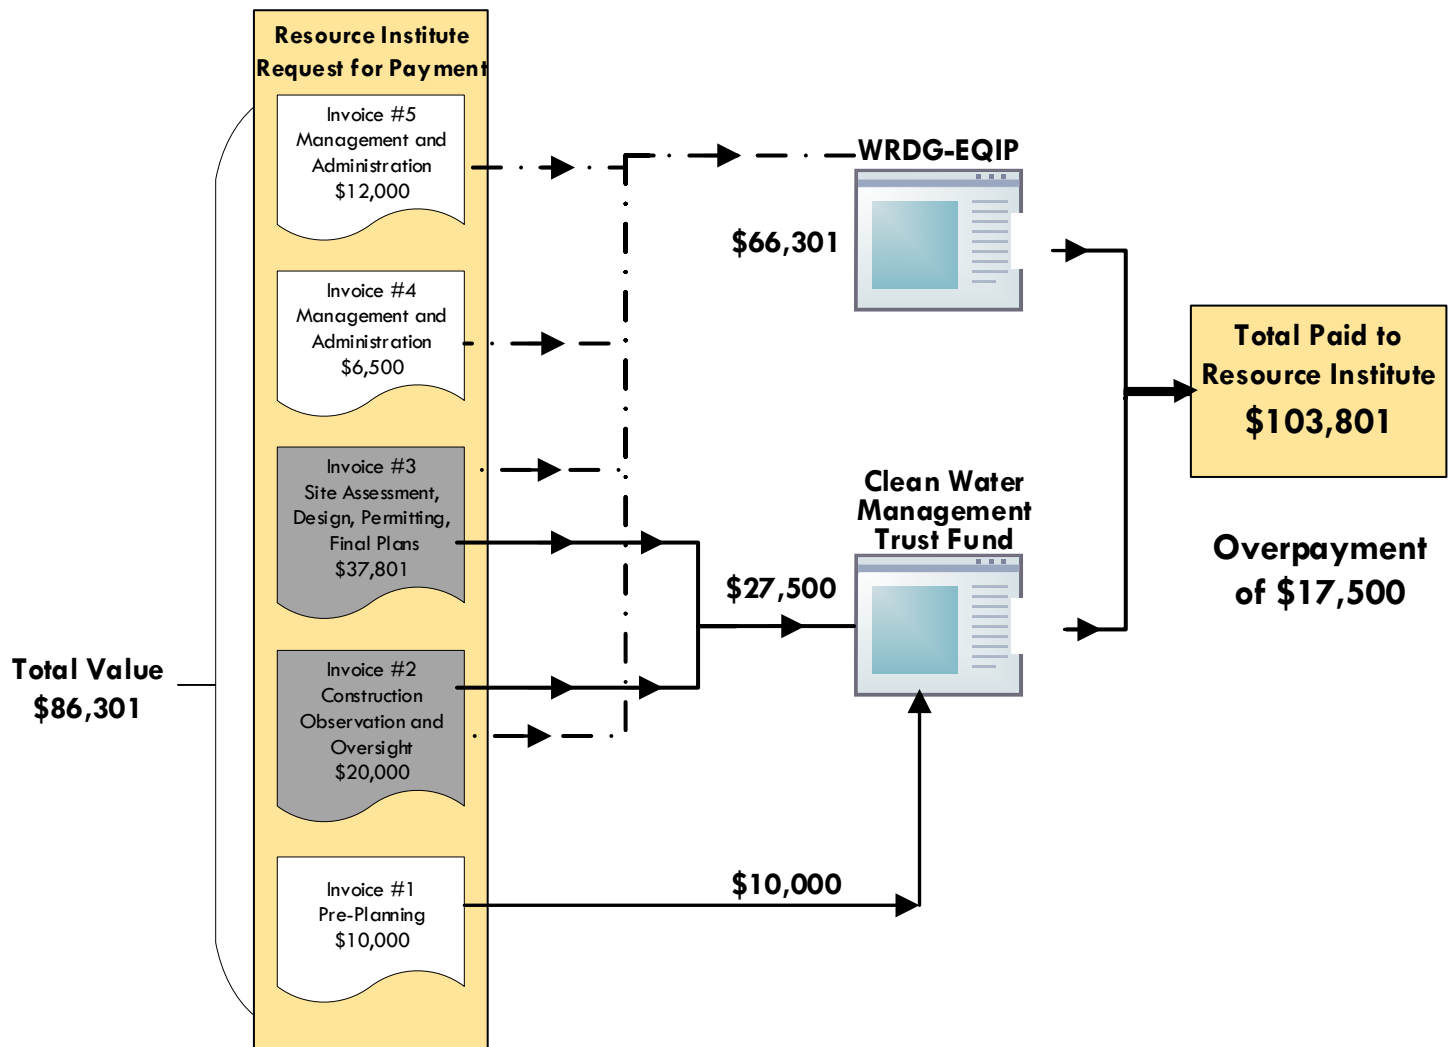 Resource Institute
Request for Payment
Invoice #5
Management and
Administration
$12,000
Invoice #4
Management and
Administration
$6,500
Invoice #3
Site Assessment,
Design, Permitting,
Final Plans
$37,801
Invoice #2
Construction
Observation and
Oversight
$20,000
Invoice #1
Pre-Planning
$10,000
Total Value
$86,301
WRDG-EQIP
$66,301
Clean Water
Management
Trust Fund
$27,500
$10,000
Total Paid to
Resource Institute
$103,801
Overpayment
of $17,500